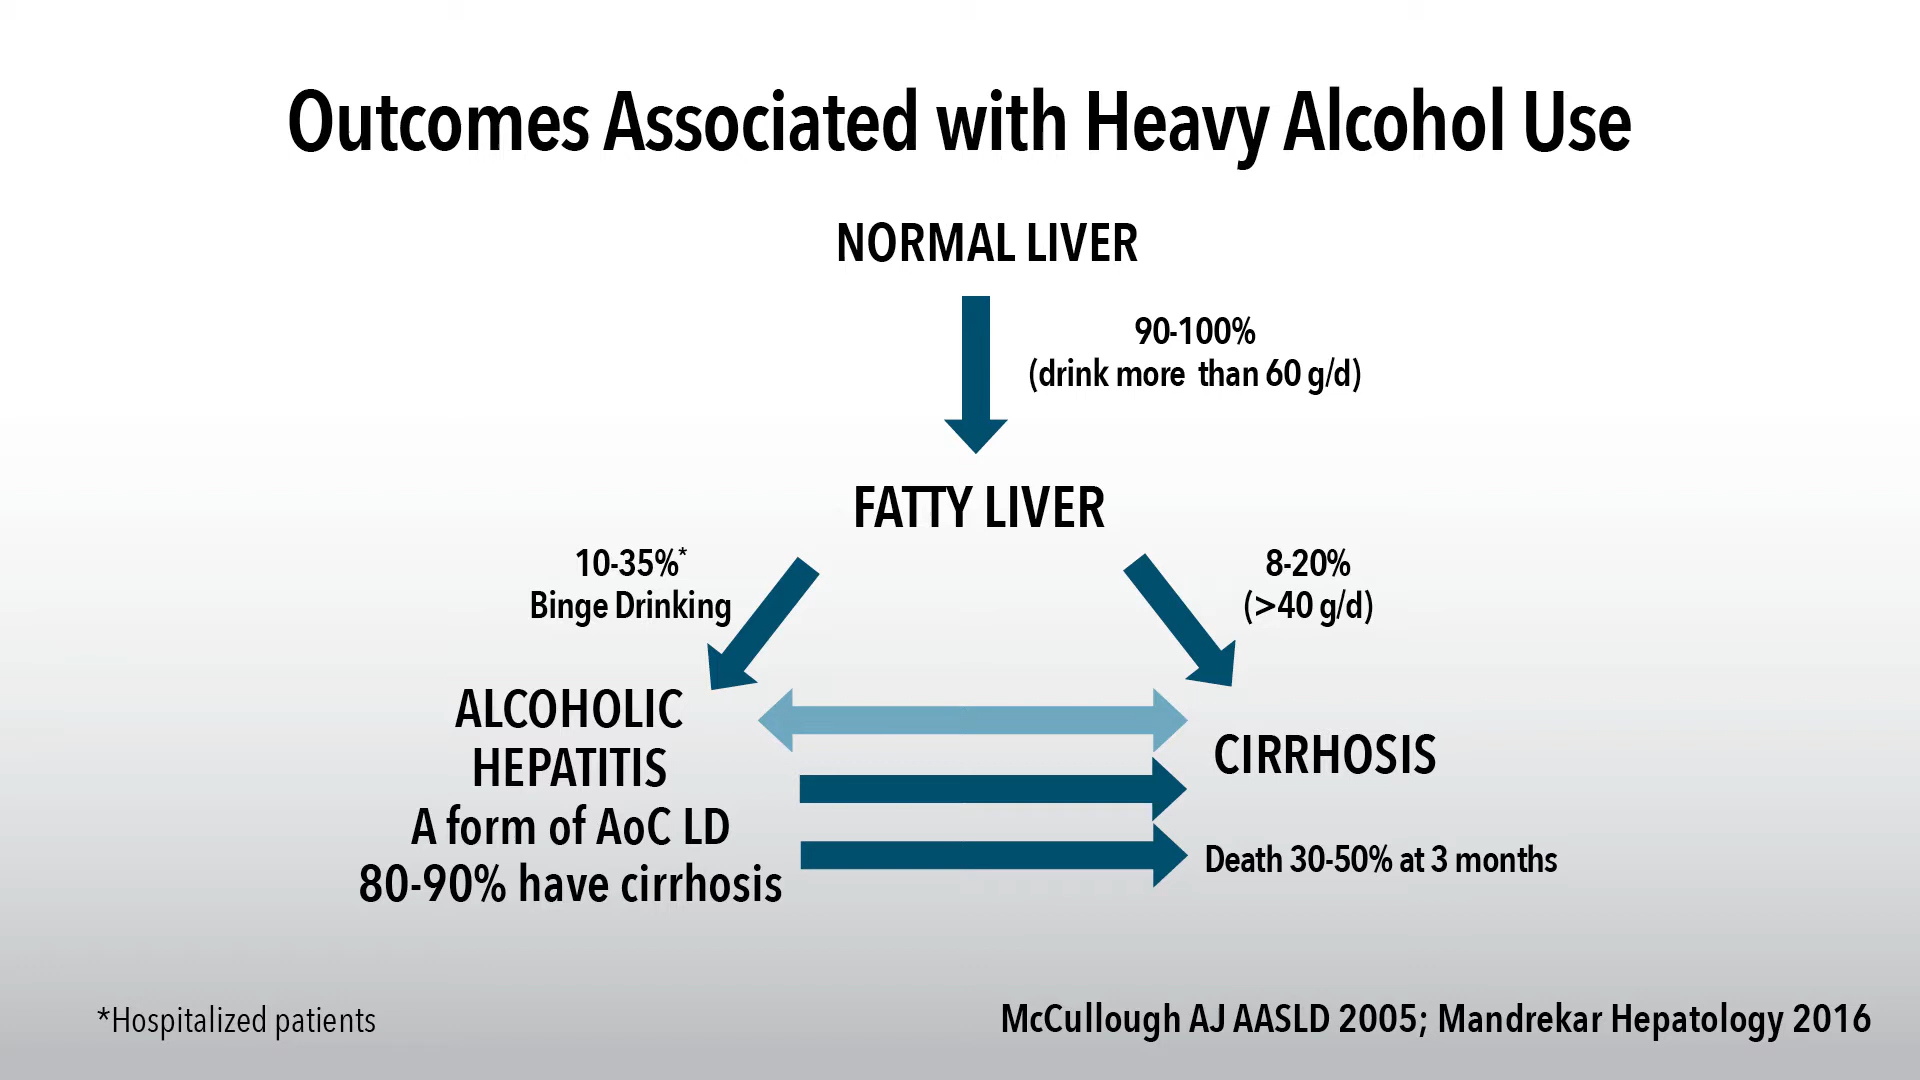 Outcomes Associated with Heavy Alcohol Use
NORMAL LIVER
90-100%
(drink more than 60 g/d)
FATTY LIVER
10-35%*
Binge Drinking
8-20%
(>40 g/d)
ALCOHOLIC
HEPATITIS
A form of AoC LD
80-90% have cirrhosis
CIRRHOSIS
Death 30-50% at 3 months
*Hospitalized patients
McCullough AJ AASLD 2005; Mandrekar Hepatology 2016